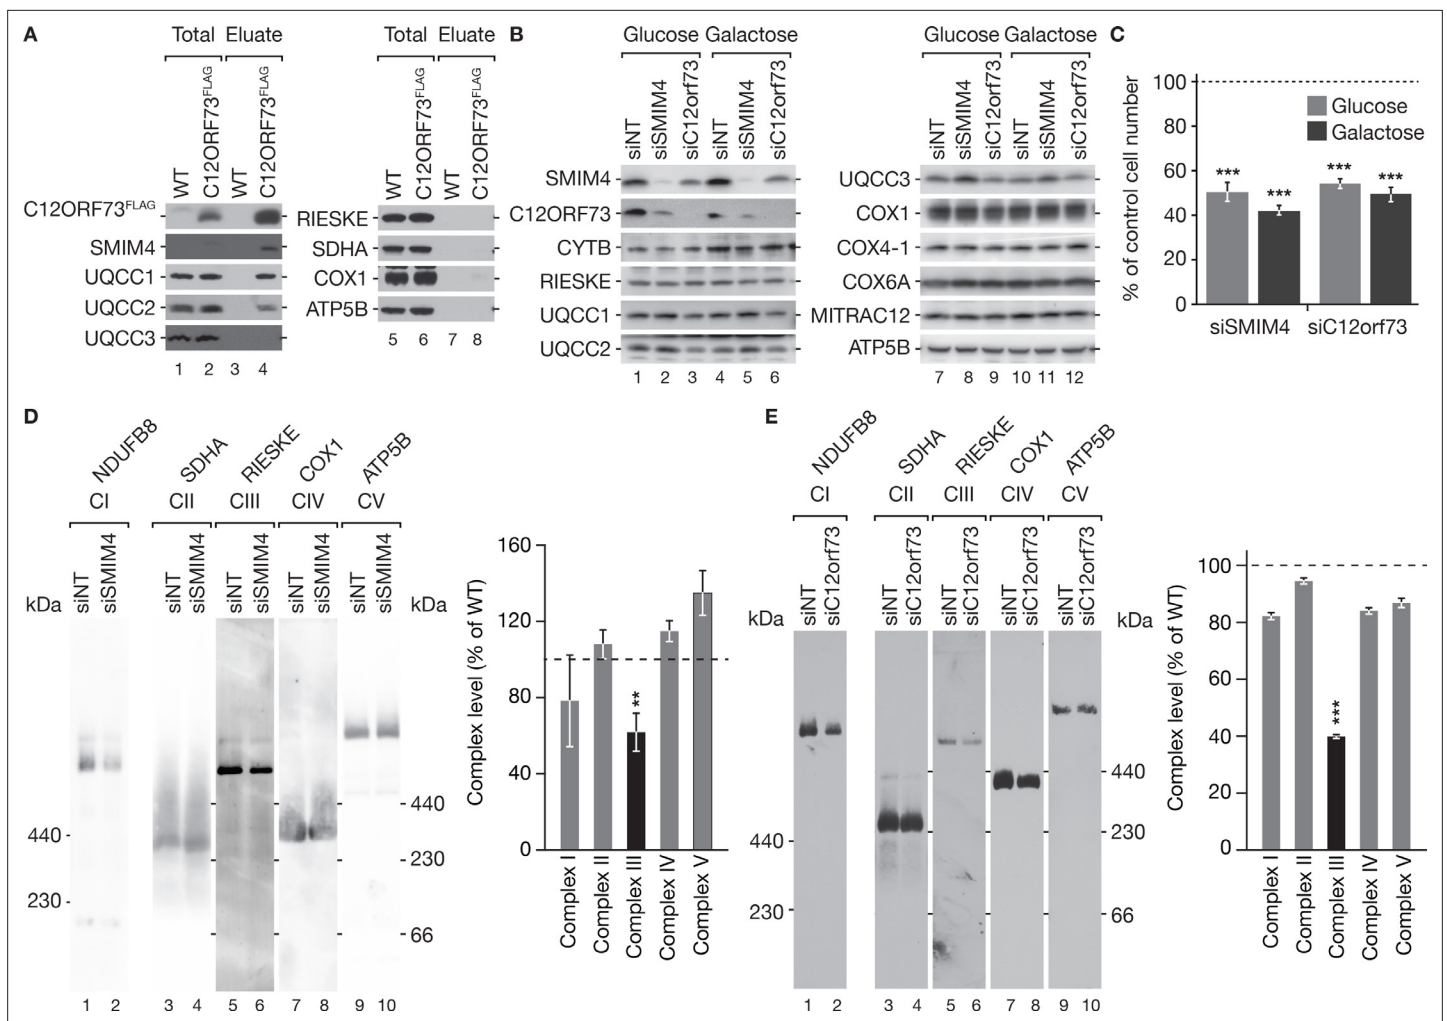 A
Total Eluate
WT
C12ORF73FLAG
WT
C12ORF73FLAG
C12ORF73FLAG
SMIM4
UQCC1
UQCC2
UQCC3
1 2 3 4
Total Eluate
WT
C12ORF73FLAG
WT
C12ORF73FLAG
RIESKE
SDHA
COX1
ATP5B
5 6 7 8
B
Glucose Galactose
siNT
siSMIM4
siC12orf73
siNT
siSMIM4
siC12orf73
SMIM4
C12ORF73
CYTB
RIESKE
UQCC1
UQCC2
1 2 3 4 5 6
Glucose Galactose
siNT
siSMIM4
siC12orf73
siNT
siSMIM4
siC12orf73
UQCC3
COX1
COX4-1
COX6A
MITRAC12
ATP5B
7 8 9 10 11 12
C
% of control cell number
100
80
60
40
20
0
Glucose
Galactose
*** *** *** ***
siSMIM4 siC12orf73
D
NDUFB8 SDHA RIESKE COX1 ATP5B
CI CII CIII CIV CV
siNT
siSMIM4
siNT
siSMIM4
siNT
siSMIM4
siNT
siSMIM4
siNT
siSMIM4
kDa
440
230
kDa
440
230
66
1 2 3 4 5 6 7 8 9 10
Complex level (% of WT)
160
120
80
40
0
**
Complex I
Complex II
Complex III
Complex IV
Complex V
E
NDUFB8 SDHA RIESKE COX1 ATP5B
CI CII CIII CIV CV
siNT
siC12orf73
siNT
siC12orf73
siNT
siC12orf73
siNT
siC12orf73
siNT
siC12orf73
kDa
440
230
kDa
440
230
66
1 2 3 4 5 6 7 8 9 10
Complex level (% of WT)
100
80
60
40
20
0
***
Complex I
Complex II
Complex III
Complex IV
Complex V